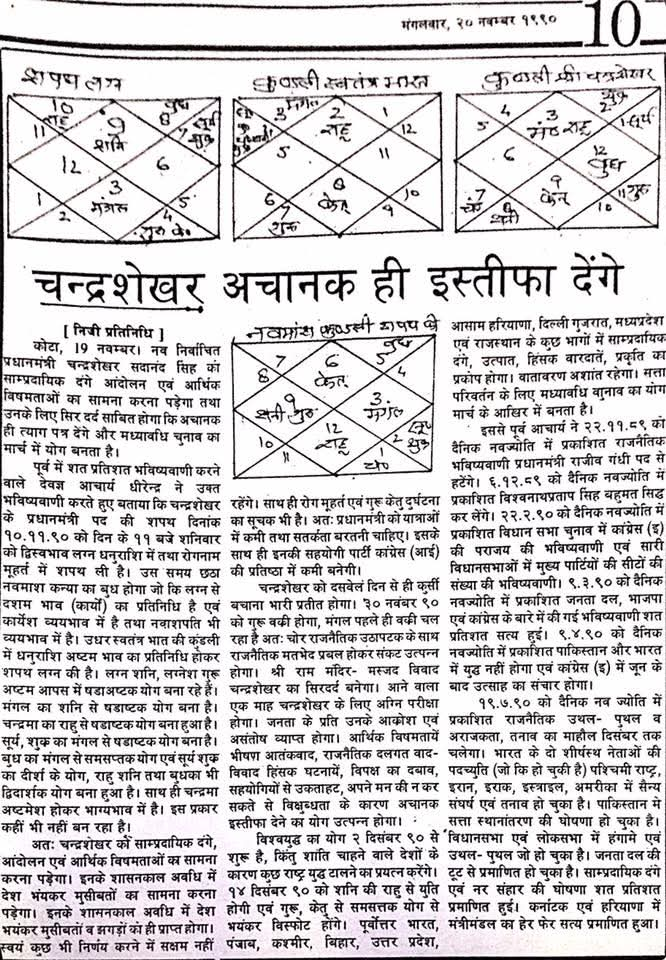 मंगलवार, २० नवम्बर १९९०
10
शपथ लग्न
कुण्डली स्वतंत्र भारत
कुण्डली श्री चन्द्रशेखर
10
राहु
9
शनि
8
बुध
7
सूर्य
शुक्र
11
12
6
3
मंगल
1
2
5
4
गुरु के
3
मंगल
2
राहु
1
12
5
11
8
केतु
6
7
गुरु
10
9
4
5
3
मं राहु
2
शुक्र
1 सूर्य
6
12
बुध
9
केतु
7
चं
8
शनी
11 गुरु
10
चन्द्रशेखर अचानक ही इस्तीफा देंगे
[ निजी प्रतिनिधि ]
कोटा, 19 नवम्बर। नव निर्वाचित
प्रधानमंत्री चन्द्रशेखर सदानंद सिंह को
साम्प्रदायिक दंगे आंदोलन एवं आर्थिक
विषमताओं का सामना करना पड़ेगा तथा
उनके लिए सिर दर्द साबित होगा कि अचानक
ही त्याग पत्र देंगे और मध्यावधि चुनाव का
मार्च में योग बनता है।
पूर्व में शत प्रतिशत भविष्यवाणी करने
वाले देवज्ञ आचार्य धीरेन्द्र ने उक्त
भविष्यवाणी करते हुए बताया कि चन्द्रशेखर
के प्रधानमंत्री पद की शपथ दिनांक
१०.११.९० को दिन के ११ बजे शनिवार
को द्विस्वभाव लग्न धनुराशि में तथा रोगनाम
मूहर्त में शपथ ली है। उस समय छठा
नवमाश कन्या का बुध होगा जो कि लग्न से
दशम भाव (कार्यो) का प्रतिनिधि है एवं
कार्येश व्ययभाव में है तथा नवाशपति भी
व्ययभाव में है। उधर स्वतंत्र भात की कुंडली
में धनुराशि अष्टम भाव का प्रतिनिधि होकर
शपथ लग्न की है। लग्न शनि, लग्नेश गुरू
अष्टम आपस में षडाअष्टक योग बना रहे हैं।
मंगल का शनि से षडाष्टक योग है।
चन्द्रमा का राहु से षडाष्टक योग बना हुआ है।
सूर्य, शुक्र का मंगल से षडाष्टक योग बना है।
बुध का मंगल से समसप्तक योग एवं सूर्य शुक्र
का दीर्श के योग, राहु शनि तथा बुधका भी
द्विदार्शक योग बना हुआ है। साथ ही चन्द्रमा
अष्टमेश होकर भाग्यभाव में है। इस प्रकार
कहीं भी नहीं बन रहा है।
अतः चन्द्रशेखर को साम्प्रदायिक दंगे,
आंदोलन एवं आर्थिक विषमताओं का सामना
करना पड़ेगा। इनके शासनकाल अवधि में
देश भंयकर मुसीबतों का सामना करना
पड़ेगा। इनके शामनकाल अवधि में देश
भंयकर मुसीबतों व झगड़ों को ही प्राप्त होगा।
स्वयं कुछ भी निर्णय करने में सक्षम नहीं
नवमांश कुण्डली शपथ के
7
8
6
केतु
5
बुध
4
9
शनी गुरु
3
मंगल
10
11
12
राहु
1
2
सूर्य
शुक्र
रहेंगे। साथ ही रोग मूहतं एवं गुरू केतु दुर्घटना
का सूचक भी है। अतः प्रधानमंत्री को यात्राओं
में कमी तथा सतर्कता बरतनी चाहिए। इसके
साथ ही इनकी सहयोगी पार्टी कांग्रेस (आई)
की प्रतिष्ठा में कमी बनेगी।
चन्द्रशेखर को दसवेलं दिन से ही कुर्सी
बचाना भारी प्रतीत होगा। ३० नवंबर ९०
को गुरू वक्री होगा, मंगल पहले ही वक्री चल
रहा है अतः चोर राजनैतिक उठापटक के साथ
राजनैतिक मतभेद प्रबल होकर संकट उत्पन्न
होगा। श्री राम मंदिर- मस्जद विवाद
चन्द्रशेखर का सिरदर्द बनेगा। आने वाला
एक माह चन्द्रशेखर के लिए अग्नि परीक्षा
होगा। जनता के प्रति उनके आक्रोश एवं
असंतोष व्याप्त होगा। आर्थिक विषमतायें
भीषण आतंकवाद, राजनैतिक दलगत वाद-
विवाद हिंसक घटनायें, विपक्ष का दबाव,
सहयोगियों से उकताहट, अपने मन की न कर
सकते से विक्षुब्धता के कारण अचानक
इस्तीफा देने का योग उत्पन्न होगा।
विश्वयुद्ध का योग २ दिसंबर ९० से
शुरू है, किंतु शांति चाहने वाले देशों के
कारण कुछ राष्ट्र युद्ध टालने का प्रयत्न करेंगे।
१४ दिसंबर ९० को शनि की राहु से युति
होगी एवं गुरू, केतु से समसत्तक योग से
भयंकर विस्फोट होंगे। पूर्वोत्तर भारत,
पंजाब, कश्मीर, बिहार, उत्तर प्रदेश,
आसाम हरियाणा, दिल्ली गुजरात, मध्यप्रदेश
एवं राजस्थान के कुछ भागों में साम्प्रदायिक
दंगे, उत्पात, हिंसक वारदातें, प्रकृति का
प्रकोप होगा। वातावरण अशांत रहेगा। सत्ता
परिवर्तन के लिए मध्यावधि चुनाव का योग
मार्च के आखिर में बनता है।
इससे पूर्व आचार्य ने २२.११.८९ को
दैनिक नवज्योति में प्रकाशित राजनैतिक
भविष्यवाणी प्रधानमंत्री राजीव गंधी पद से
हटेंगे। ६.१२.८९ को दैनिक नवज्योति में
प्रकाशित विश्वनाथप्रताप सिंह बहुमत सिद्ध
कर लेंगे। २२.२.९० को दैनिक नवज्योति में
प्रकाशित विधान सभा चुनाव में कांग्रेस (इ)
की पराजय की भविष्यवाणी एवं सारी
विधानसभाओं में मुख्य पार्टियों की सीटों की
संख्या की भविष्यवाणी। ९.३.९० को दैनिक
नवज्योति में प्रकाशित जनता दल, भाजपा
एवं कांग्रेस के बारे में की गई भविष्यवाणी शत
प्रतिशत सत्य हुई। ९.४.९० को दैनिक
नवज्योति में प्रकाशित पाकिस्तान और भारत
में युद्ध नहीं होगा एवं कांग्रेस (इ) में जून के
बाद उत्साह का संचार होगा।
१९.७.९० को दैनिक नव ज्योति में
प्रकाशित राजनैतिक उथल- पुथल व
अराजकता, तनाव का माहौल दिसंबर तक
चलेगा। भारत के दो शीर्षस्थ नेताओं की
पदच्युति (जो कि हो चुकी है) पश्चिमी राष्ट्र,
इरान, इराक, इस्त्राइल, अमरीका में सैन्य
संघर्ष एवं तनाव हो चुका है। पाकिस्तान में
सत्ता स्थानांतरण की घोषणा हो चुका है।
विधानसभा एवं लोकसभा में हंगामे एवं
उथल- पुथल जो हो चुका है। जनता दल की
टूट से प्रमाणित हो चुका है। साम्प्रदायिक दंगे
एवं नर संहार की घोषणा शत प्रतिशत
प्रमाणित हुई। कर्नाटक एवं हरियाणा में
मंत्रीमंडल का हेर फेर सत्य प्रमाणित हुआ।